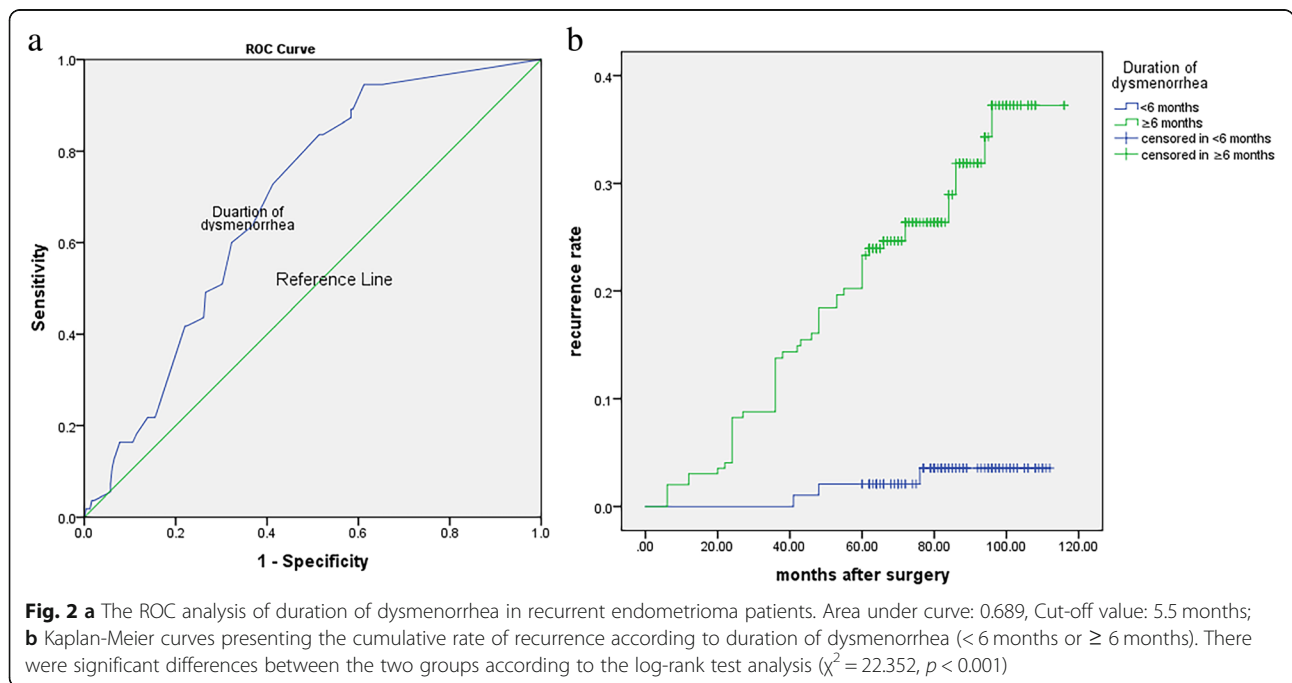 a
ROC Curve
1.0
0.8
0.6
0.4
0.2
0.0
0.0
0.2
0.4
0.6
0.8
1.0
Sensitivity
1 - Specificity
Duartion of
dysmenorrhea
Reference Line
b
0.4
0.3
0.2
0.1
0.0
.00
20.00
40.00
60.00
80.00
100.00
120.00
recurrence rate
months after surgery
Duration of
dysmenorrhea
<6 months
≥6 months
censored in <6 months
censored in ≥6 months
Fig. 2 a The ROC analysis of duration of dysmenorrhea in recurrent endometrioma patients. Area under curve: 0.689, Cut-off value: 5.5 months;
b Kaplan-Meier curves presenting the cumulative rate of recurrence according to duration of dysmenorrhea (< 6 months or ≥ 6 months). There
were significant differences between the two groups according to the log-rank test analysis (χ² = 22.352, p < 0.001)